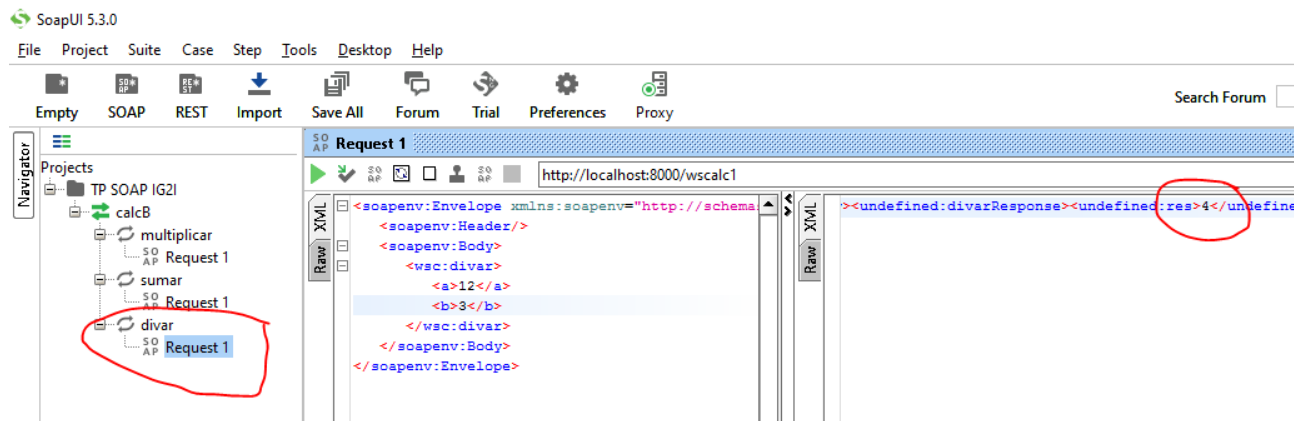 SoapUI 5.3.0
File Project Suite Case Step Tools Desktop Help
Empty SOAP REST Import Save All Forum Trial Preferences Proxy
Search Forum
Navigator
Projects
TP SOAP IG2I
calcB
multiplicar
Request 1
sumar
Request 1
divar
Request 1
Request 1
http://localhost:8000/wscalc1
XML
Raw
<soapenv:Envelope xmlns:soapenv="http://schema
<soapenv:Header/>
<soapenv:Body>
<wsc:divar>
<a>12</a>
<b>3</b>
</wsc:divar>
</soapenv:Body>
</soapenv:Envelope>
XML
Raw
><undefined:divarResponse><undefined:res>4</undefine